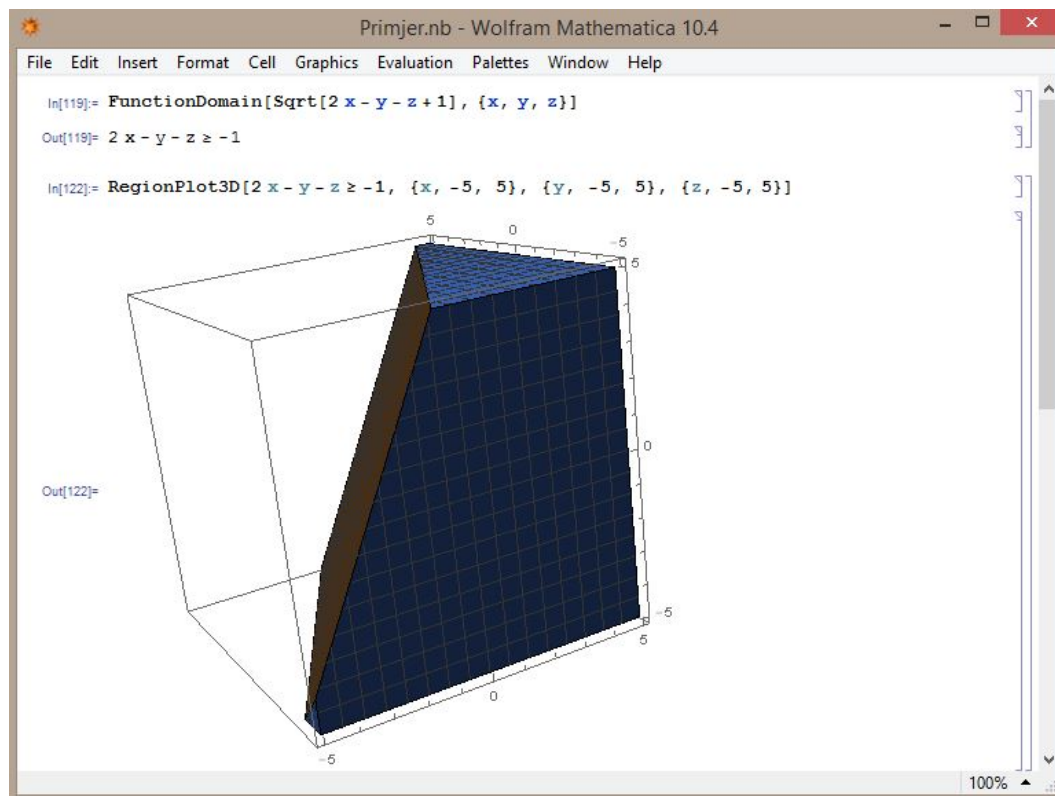 Primjer.nb - Wolfram Mathematica 10.4
File Edit Insert Format Cell Graphics Evaluation Palettes Window Help
In[119]:= FunctionDomain[Sqrt[2 x - y - z + 1], {x, y, z}]
Out[119]= 2 x - y - z ≥ -1
In[122]:= RegionPlot3D[2 x - y - z ≥ -1, {x, -5, 5}, {y, -5, 5}, {z, -5, 5}]
5
0
-5
5
0
Out[122]=
-5
5
0
-5
100%